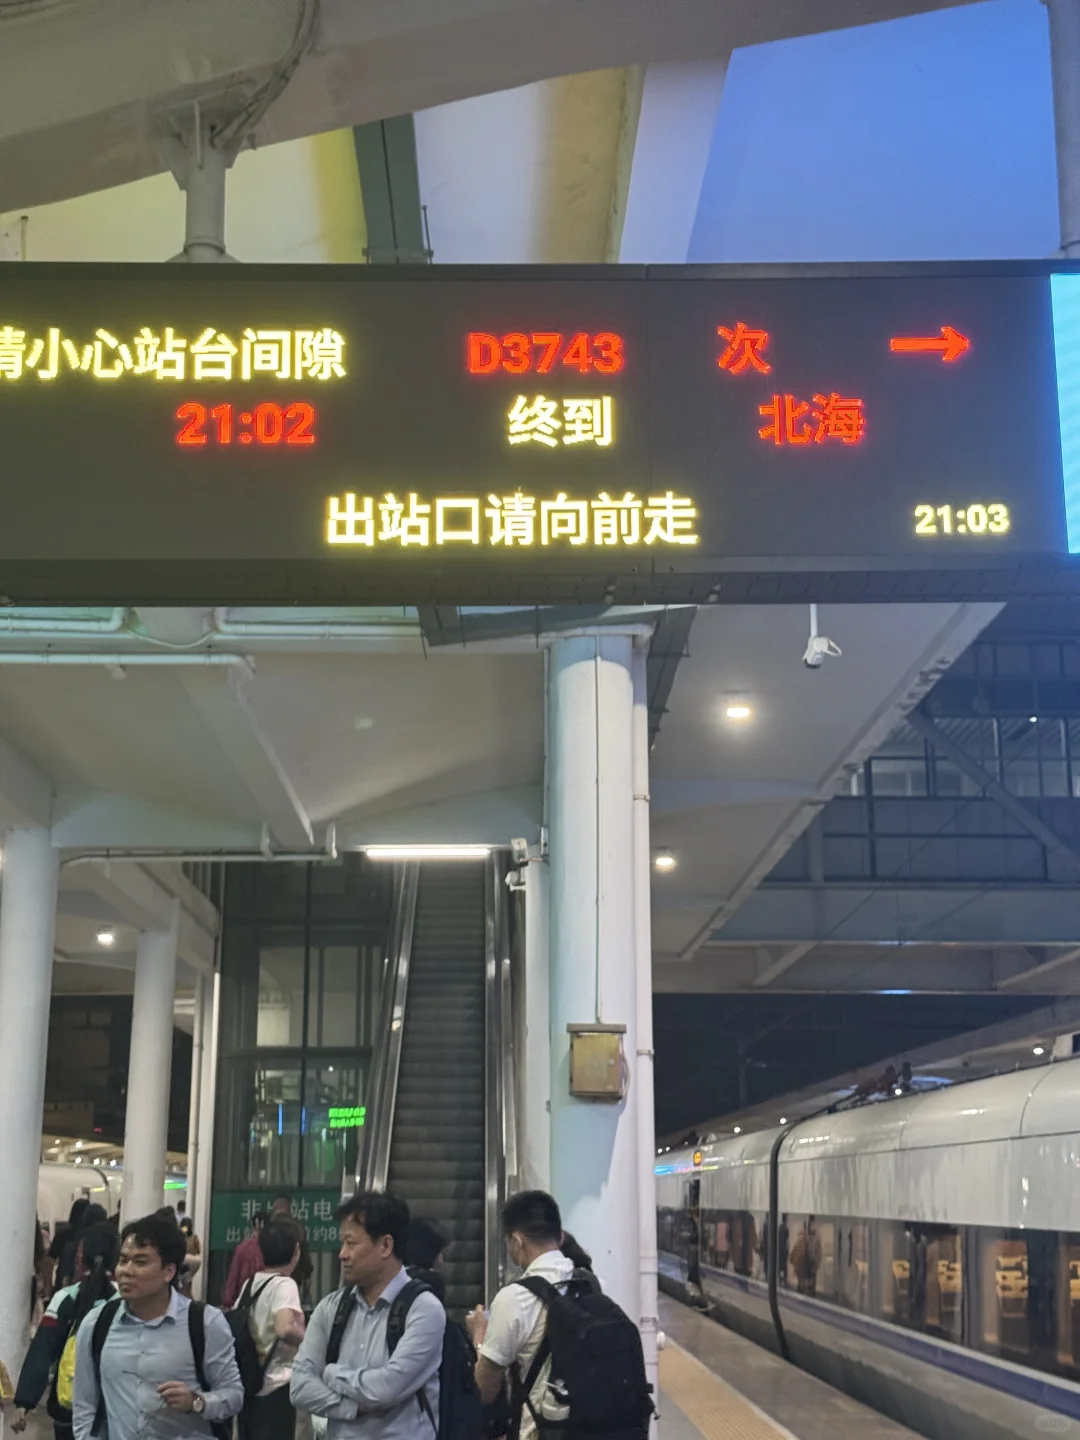 请小心站台间隙 D3743 次 →
21:02 终到 北海
出站口请向前走 21:03